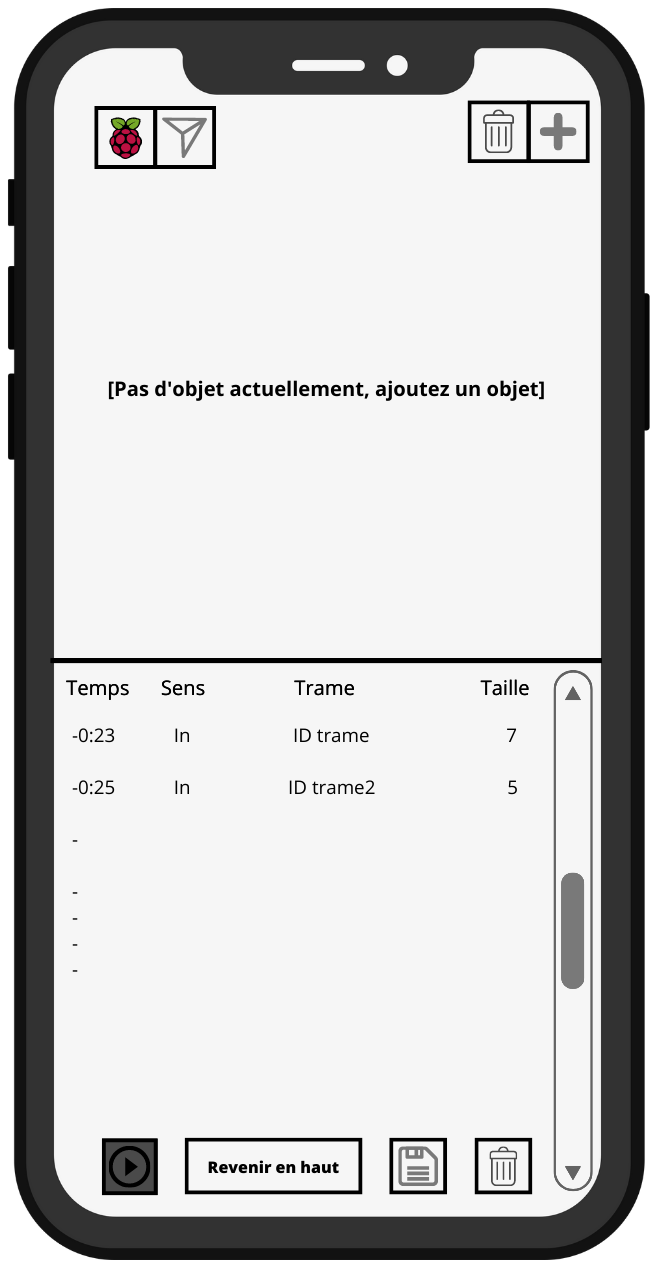 [Pas d'objet actuellement, ajoutez un objet]
Temps Sens Trame Taille
-0:23 In ID trame 7
-0:25 In ID trame2 5
-
-
-
-
-
Revenir en haut